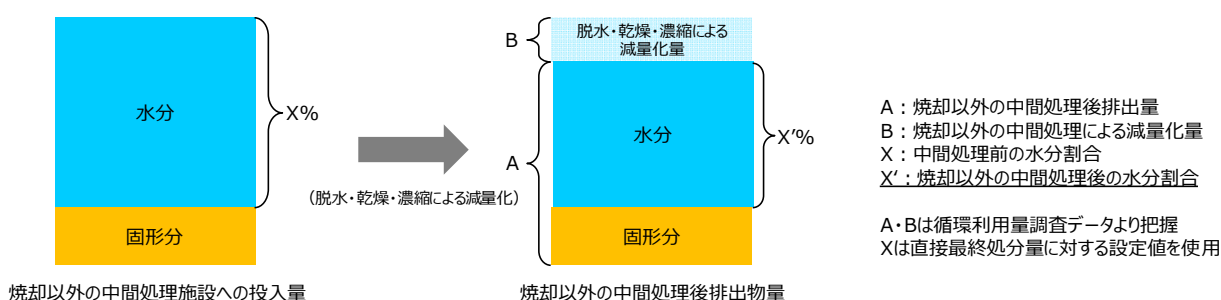 水分
X%
固形分
焼却以外の中間処理施設への投入量
(脱水・乾燥・濃縮による減量化)
B
脱水・乾燥・濃縮による
減量化量
A
水分
X’%
固形分
焼却以外の中間処理後排出物量
A：焼却以外の中間処理後排出量
B：焼却以外の中間処理による減量化量
X：中間処理前の水分割合
X’：焼却以外の中間処理後の水分割合
A・Bは循環利用量調査データより把握
Xは直接最終処分量に対する設定値を使用